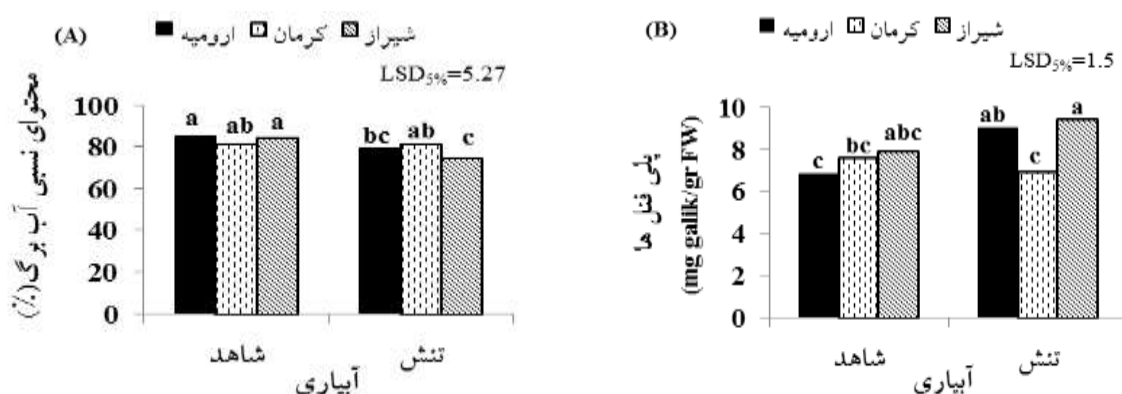 (A)
ارومیه کرمان شیراز
LSD5%=5.27
محتوای نسبی آب برگ(٪)
100
80
60
40
20
0
a ab a bc ab c
شاهد تنش
آبیاری
(B)
ارومیه کرمان شیراز
LSD5%=1.5
پلی فنل ها
(mg galik/gr FW)
10
8
6
4
2
0
c bc abc ab c a
شاهد تنش
آبیاری